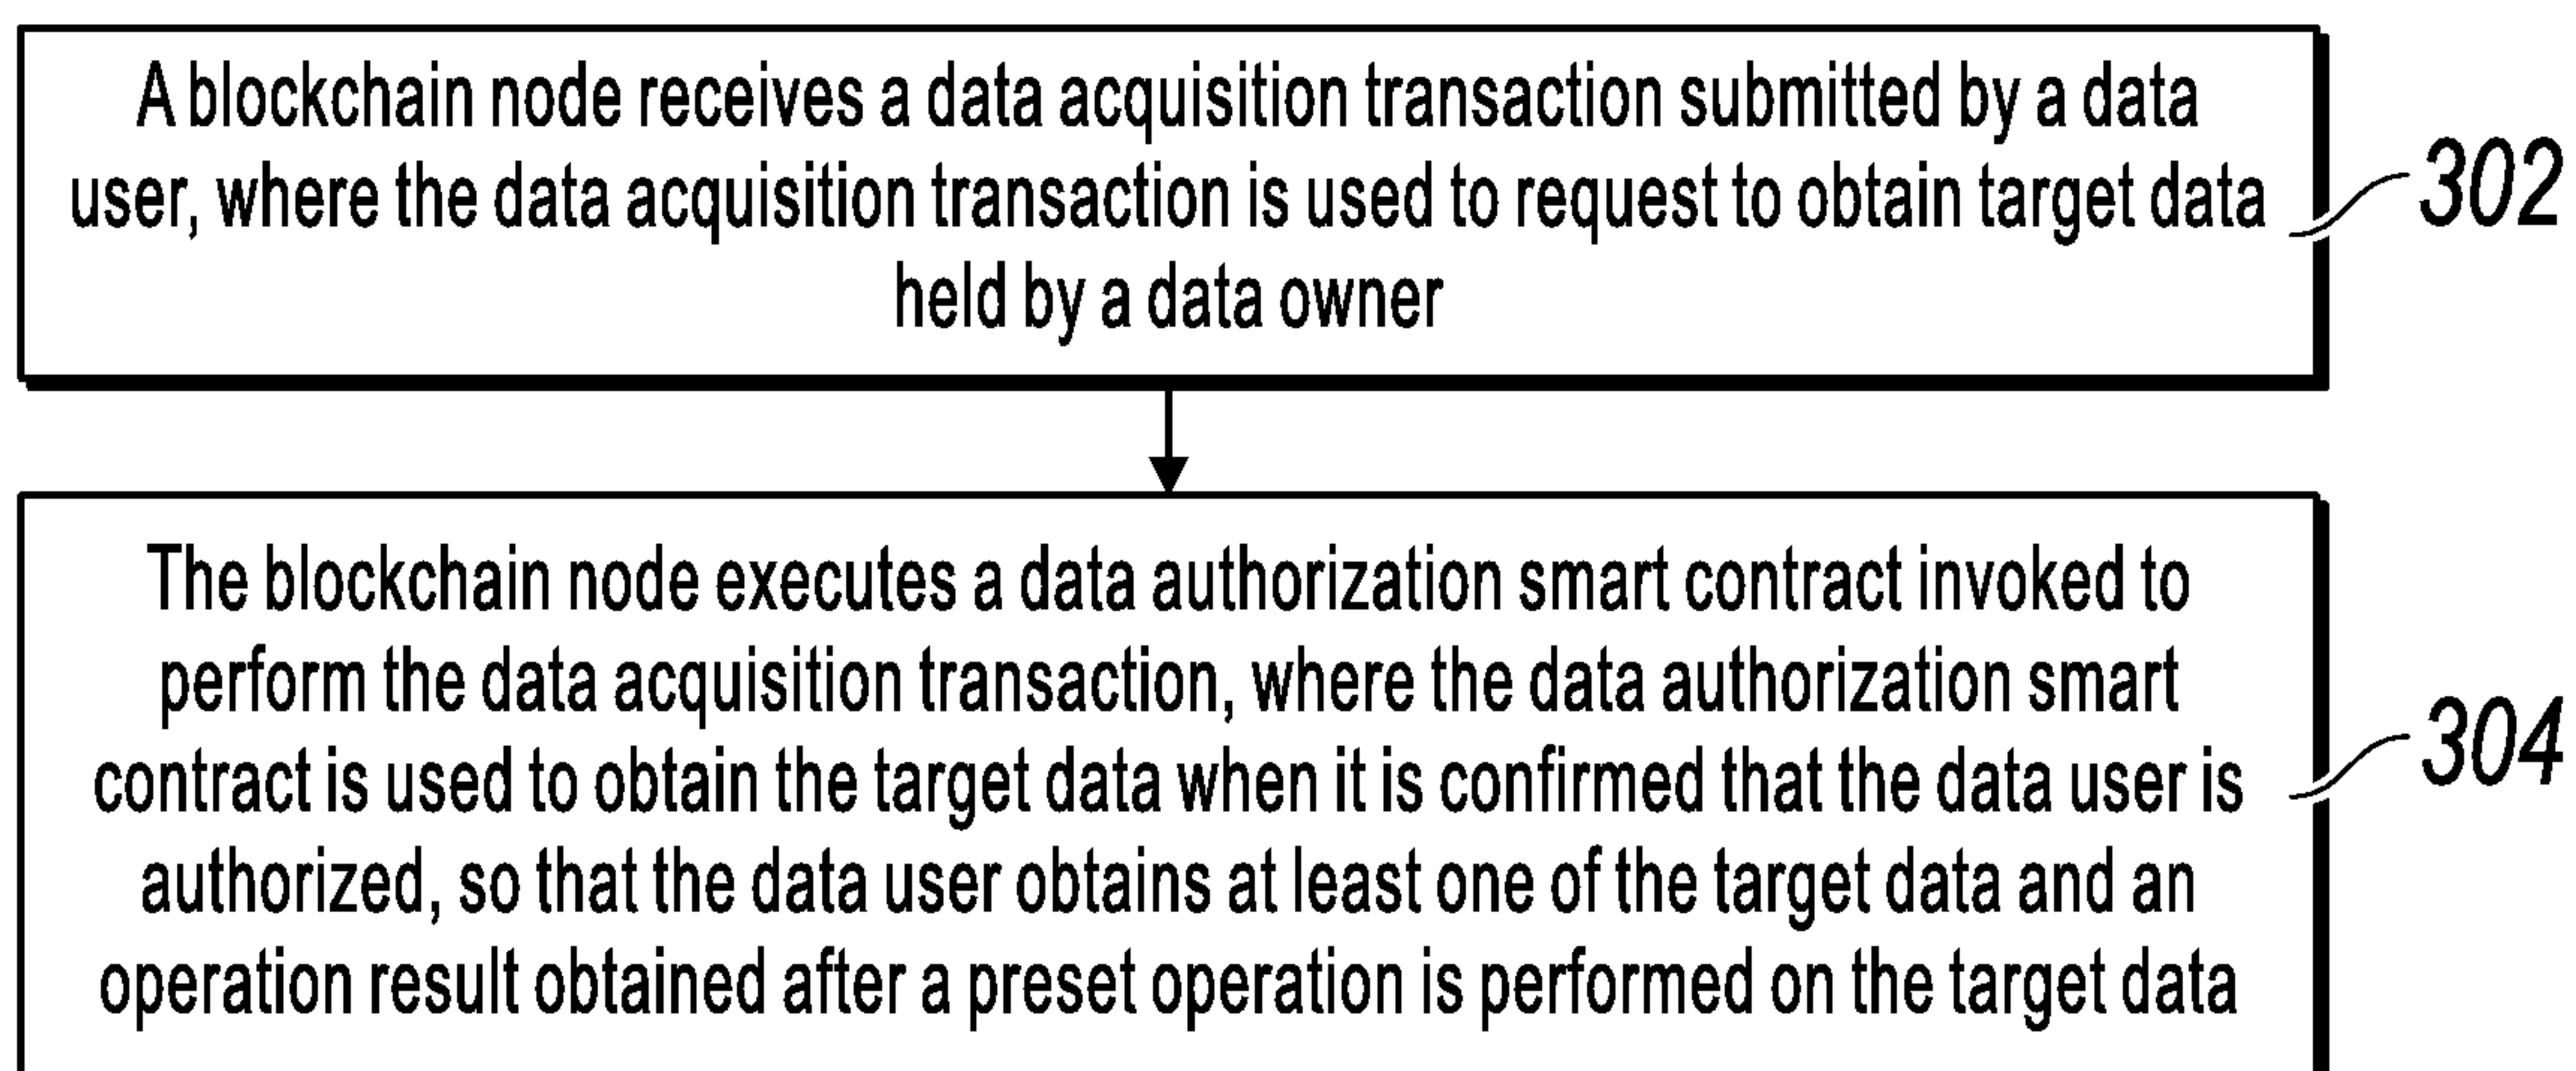 A blockchain node receives a data acquisition transaction submitted by a data
user, where the data acquisition transaction is used to request to obtain target data
held by a data owner
302
The blockchain node executes a data authorization smart contract invoked to
perform the data acquisition transaction, where the data authorization smart
contract is used to obtain the target data when it is confirmed that the data user is
authorized, so that the data user obtains at least one of the target data and an
operation result obtained after a preset operation is performed on the target data
304